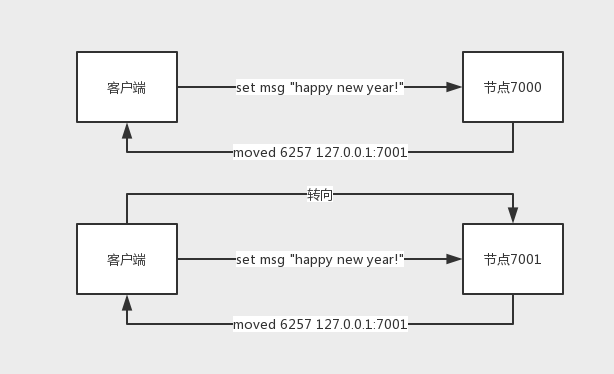 客户端
set msg "happy new year!"
节点7000
moved 6257 127.0.0.1:7001
转向
客户端
set msg "happy new year!"
节点7001
moved 6257 127.0.0.1:7001